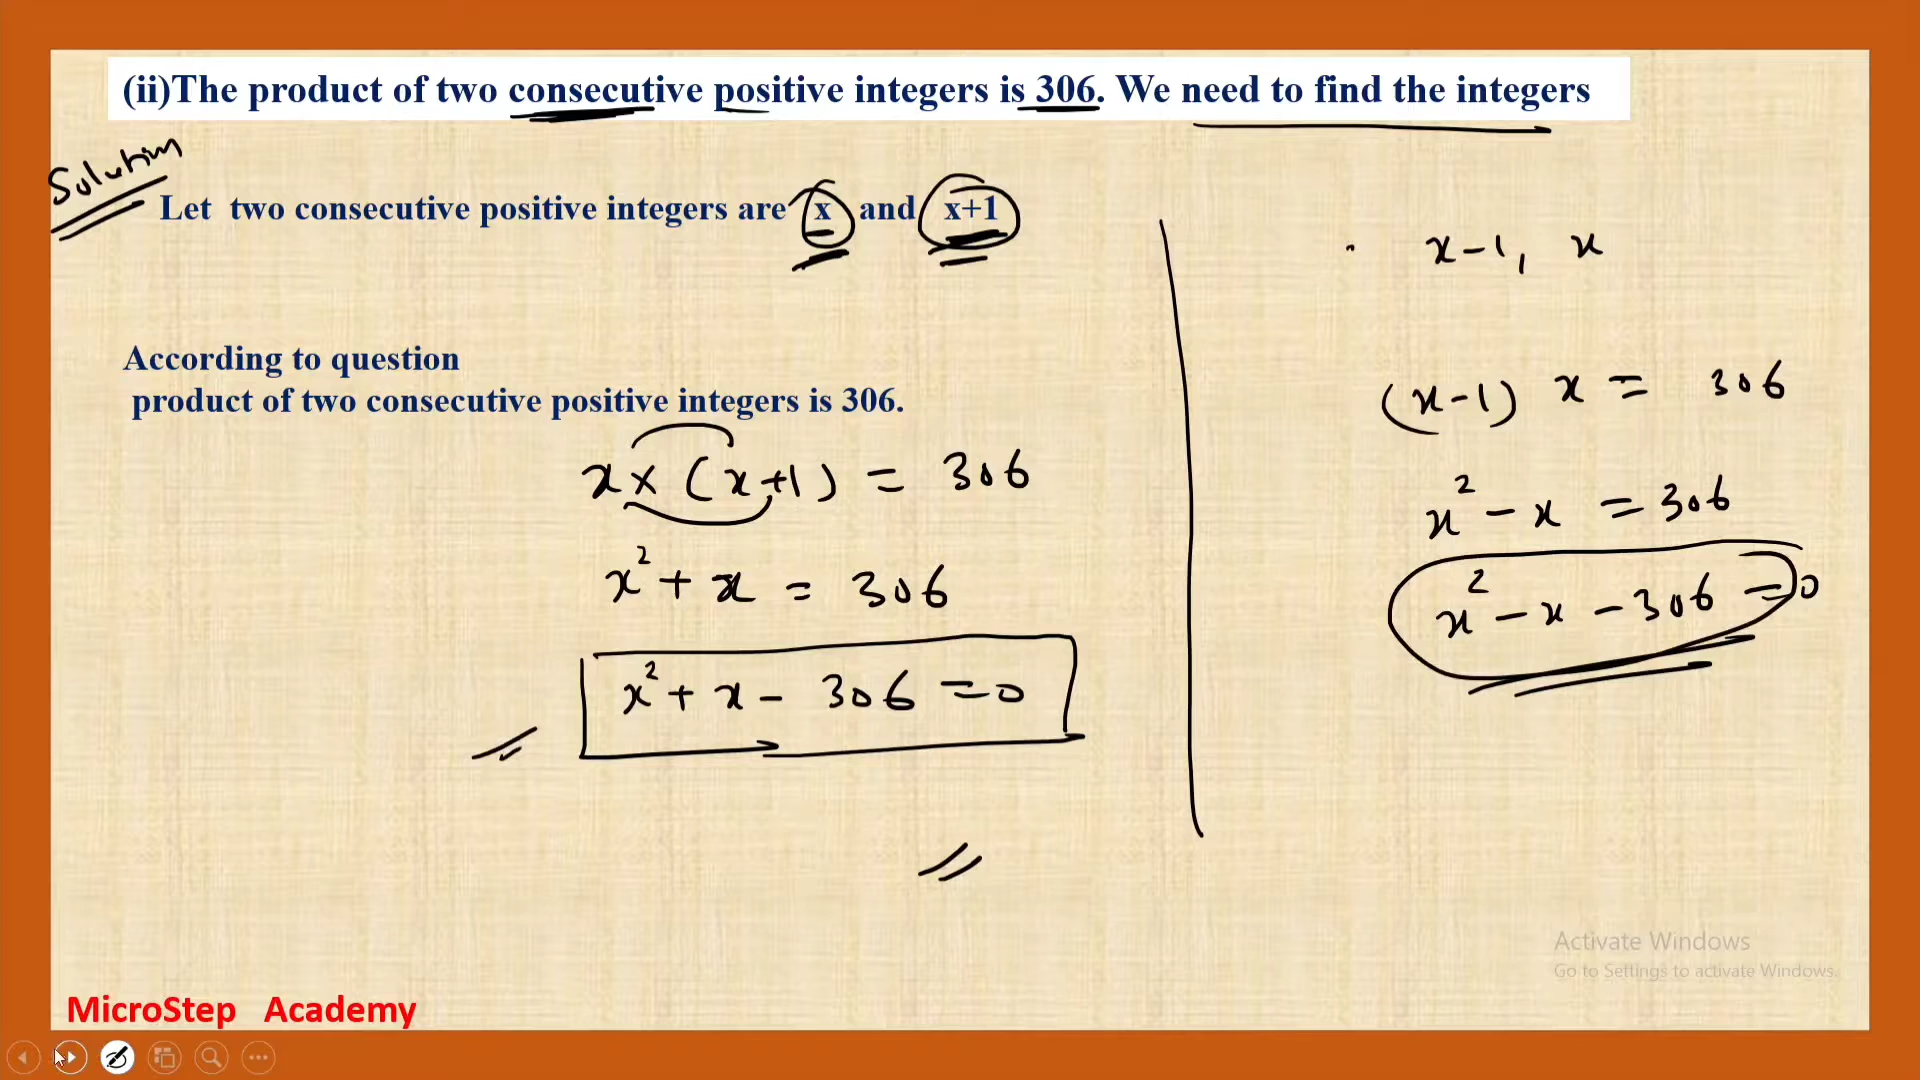 (ii)The product of two consecutive positive integers is 306. We need to find the integers
Solution
Let two consecutive positive integers are x and x+1
According to question
product of two consecutive positive integers is 306.
x × (x+1) = 306
x² + x = 306
x² + x - 306 = 0
x-1, x
(x-1) x = 306
x² - x = 306
x² - x - 306 = 0
Activate Windows
Go to Settings to activate Windows.
MicroStep Academy